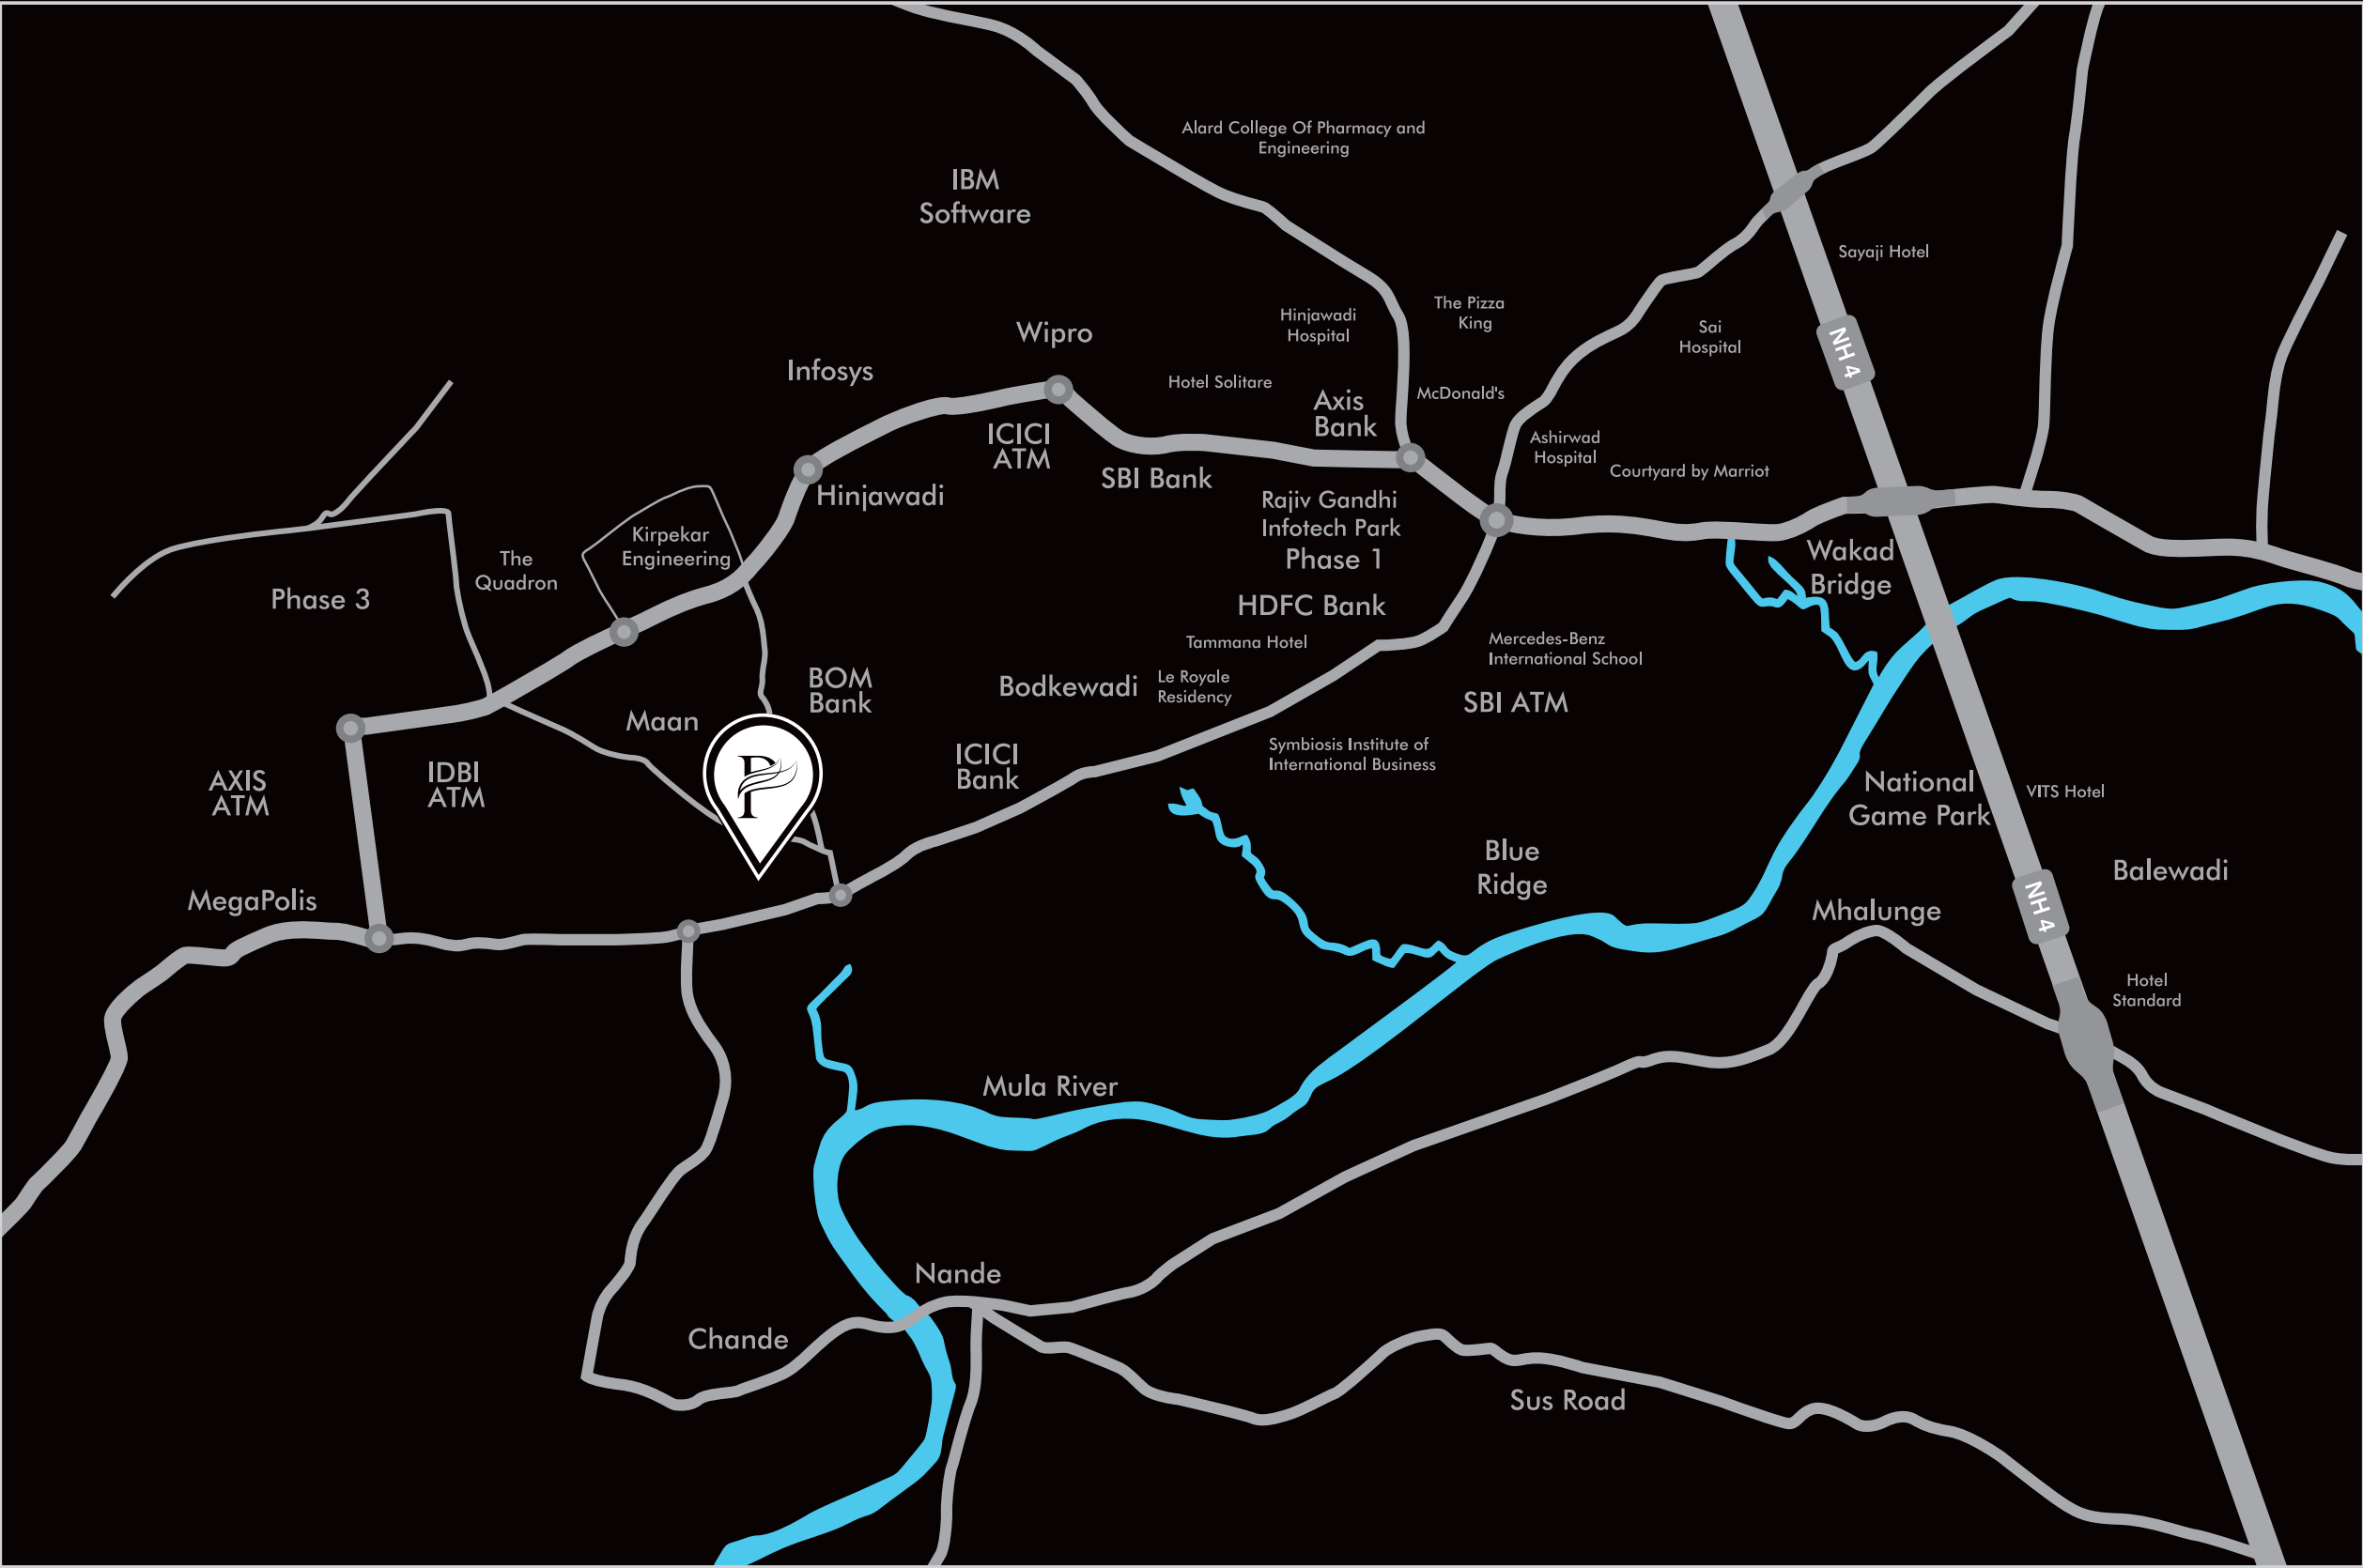 Alard College Of Pharmacy and
Engineering
IBM
Software
Sayaji Hotel
The Pizza
King
Hinjawadi
Hospital
Sai
Hospital
NH 4
Wipro
Infosys
Hotel Solitare
McDonald's
Axis
Bank
ICICI
ATM
Ashirwad
Hospital
Courtyard by Marriot
SBI Bank
Hinjawadi
Rajiv Gandhi
Infotech Park
Phase 1
Kirpekar
Engineering
The
Quadron
Wakad
Bridge
Phase 3
HDFC Bank
Tammana Hotel
Mercedes-Benz
International School
BOM
Bank
Bodkewadi
Le Royale
Residency
SBI ATM
Maan
ICICI
Bank
Symbiosis Institute of
International Business
IDBI
ATM
AXIS
ATM
P
National
Game Park
VITS Hotel
Blue
Ridge
Balewadi
MegaPolis
Mhalunge
NH 4
Hotel
Standard
Mula River
Nande
Chande
Sus Road